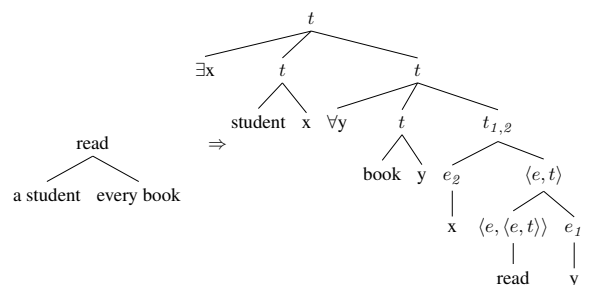 t
∃x t t
student x ∀y t t1,2
read ⇒
book y e2 ⟨e, t⟩
a student every book
x ⟨e, ⟨e, t⟩⟩ e1
read y